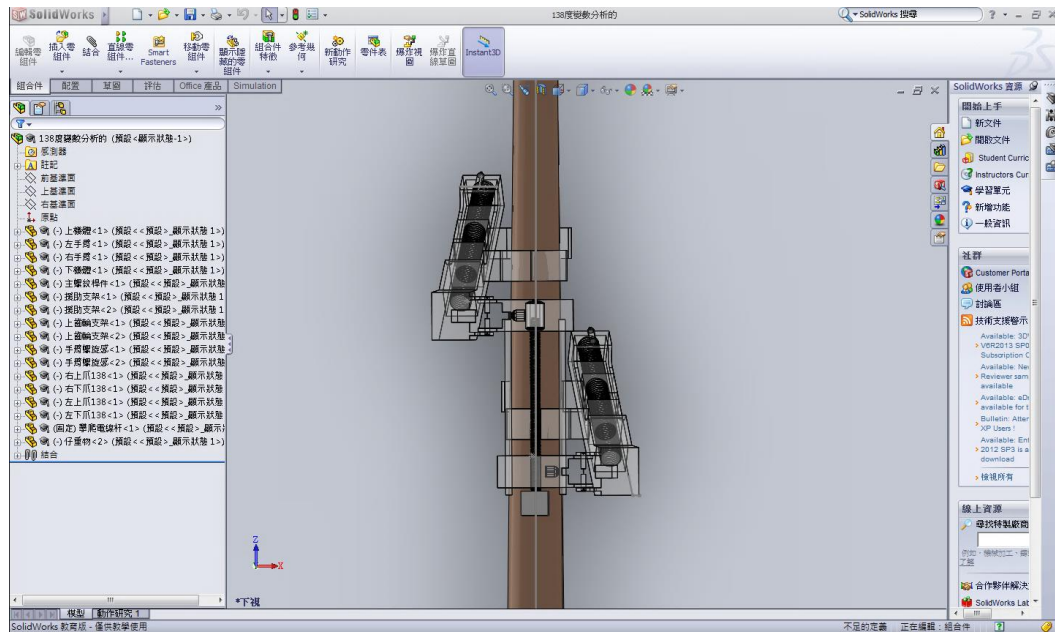 SolidWorks
138度變數分析的
SolidWorks 搜尋
編輯零組件
插入零組件
結合
直線零組件...
Smart Fasteners
移動零組件
顯示隱藏的零組件
組合件特徵
參考幾何
新動作研究
零件表
爆炸視圖
爆炸直線草圖
Instant3D
組合件
配置
草圖
評估
Office 產品
Simulation
138度變數分析的 (預設<顯示狀態-1>)
感測器
註記
前基準面
上基準面
右基準面
原點
(-) 上機體<1> (預設<<預設>_顯示狀態 1>)
(-) 左手臂<1> (預設<<預設>_顯示狀態 1>)
(-) 右手臂<1> (預設<<預設>_顯示狀態 1>)
(-) 下機體<1> (預設<<預設>_顯示狀態 1>)
(-) 主螺紋桿件<1> (預設<<預設>_顯示狀態
(-) 援助支架<1> (預設<<預設>_顯示狀態 1
(-) 援助支架<2> (預設<<預設>_顯示狀態 1
(-) 上蝸輪支架<1> (預設<<預設>_顯示狀態
(-) 上蝸輪支架<2> (預設<<預設>_顯示狀態
(-) 手臂螺旋<1> (預設<<預設>_顯示狀態
(-) 手臂螺旋<2> (預設<<預設>_顯示狀態
(-) 右上爪138<1> (預設<<預設>_顯示狀態
(-) 右下爪138<1> (預設<<預設>_顯示狀態
(-) 左上爪138<1> (預設<<預設>_顯示狀態
(-) 左下爪138<1> (預設<<預設>_顯示狀態
(固定) 攀爬電線杆<1> (預設<<預設>_顯示
(-) 仔重物<2> (預設<<預設>_顯示狀態 1>)
結合
Z
X
*下視
模型
動作研究 1
SolidWorks 教育版 - 僅供教學使用
不足的定義
正在編輯：組合件
SolidWorks 資源
開始上手
新文件
開啟文件
Student Curric
Instructors Cur
學習單元
新增功能
一般資訊
社群
Customer Porta
使用者小組
討論區
技術支援警示
Available: 3D
V6R2013 SP0
Subscription C
Available: Ne
Reviewer sam
available
Available: eD
available for t
Bulletin: Atter
XP Users !
Available: Ent
2012 SP3 is a
download
檢視所有
線上資源
尋找特製廠商
例如，機械加工，
了解
合作夥伴解決
SolidWorks Lab